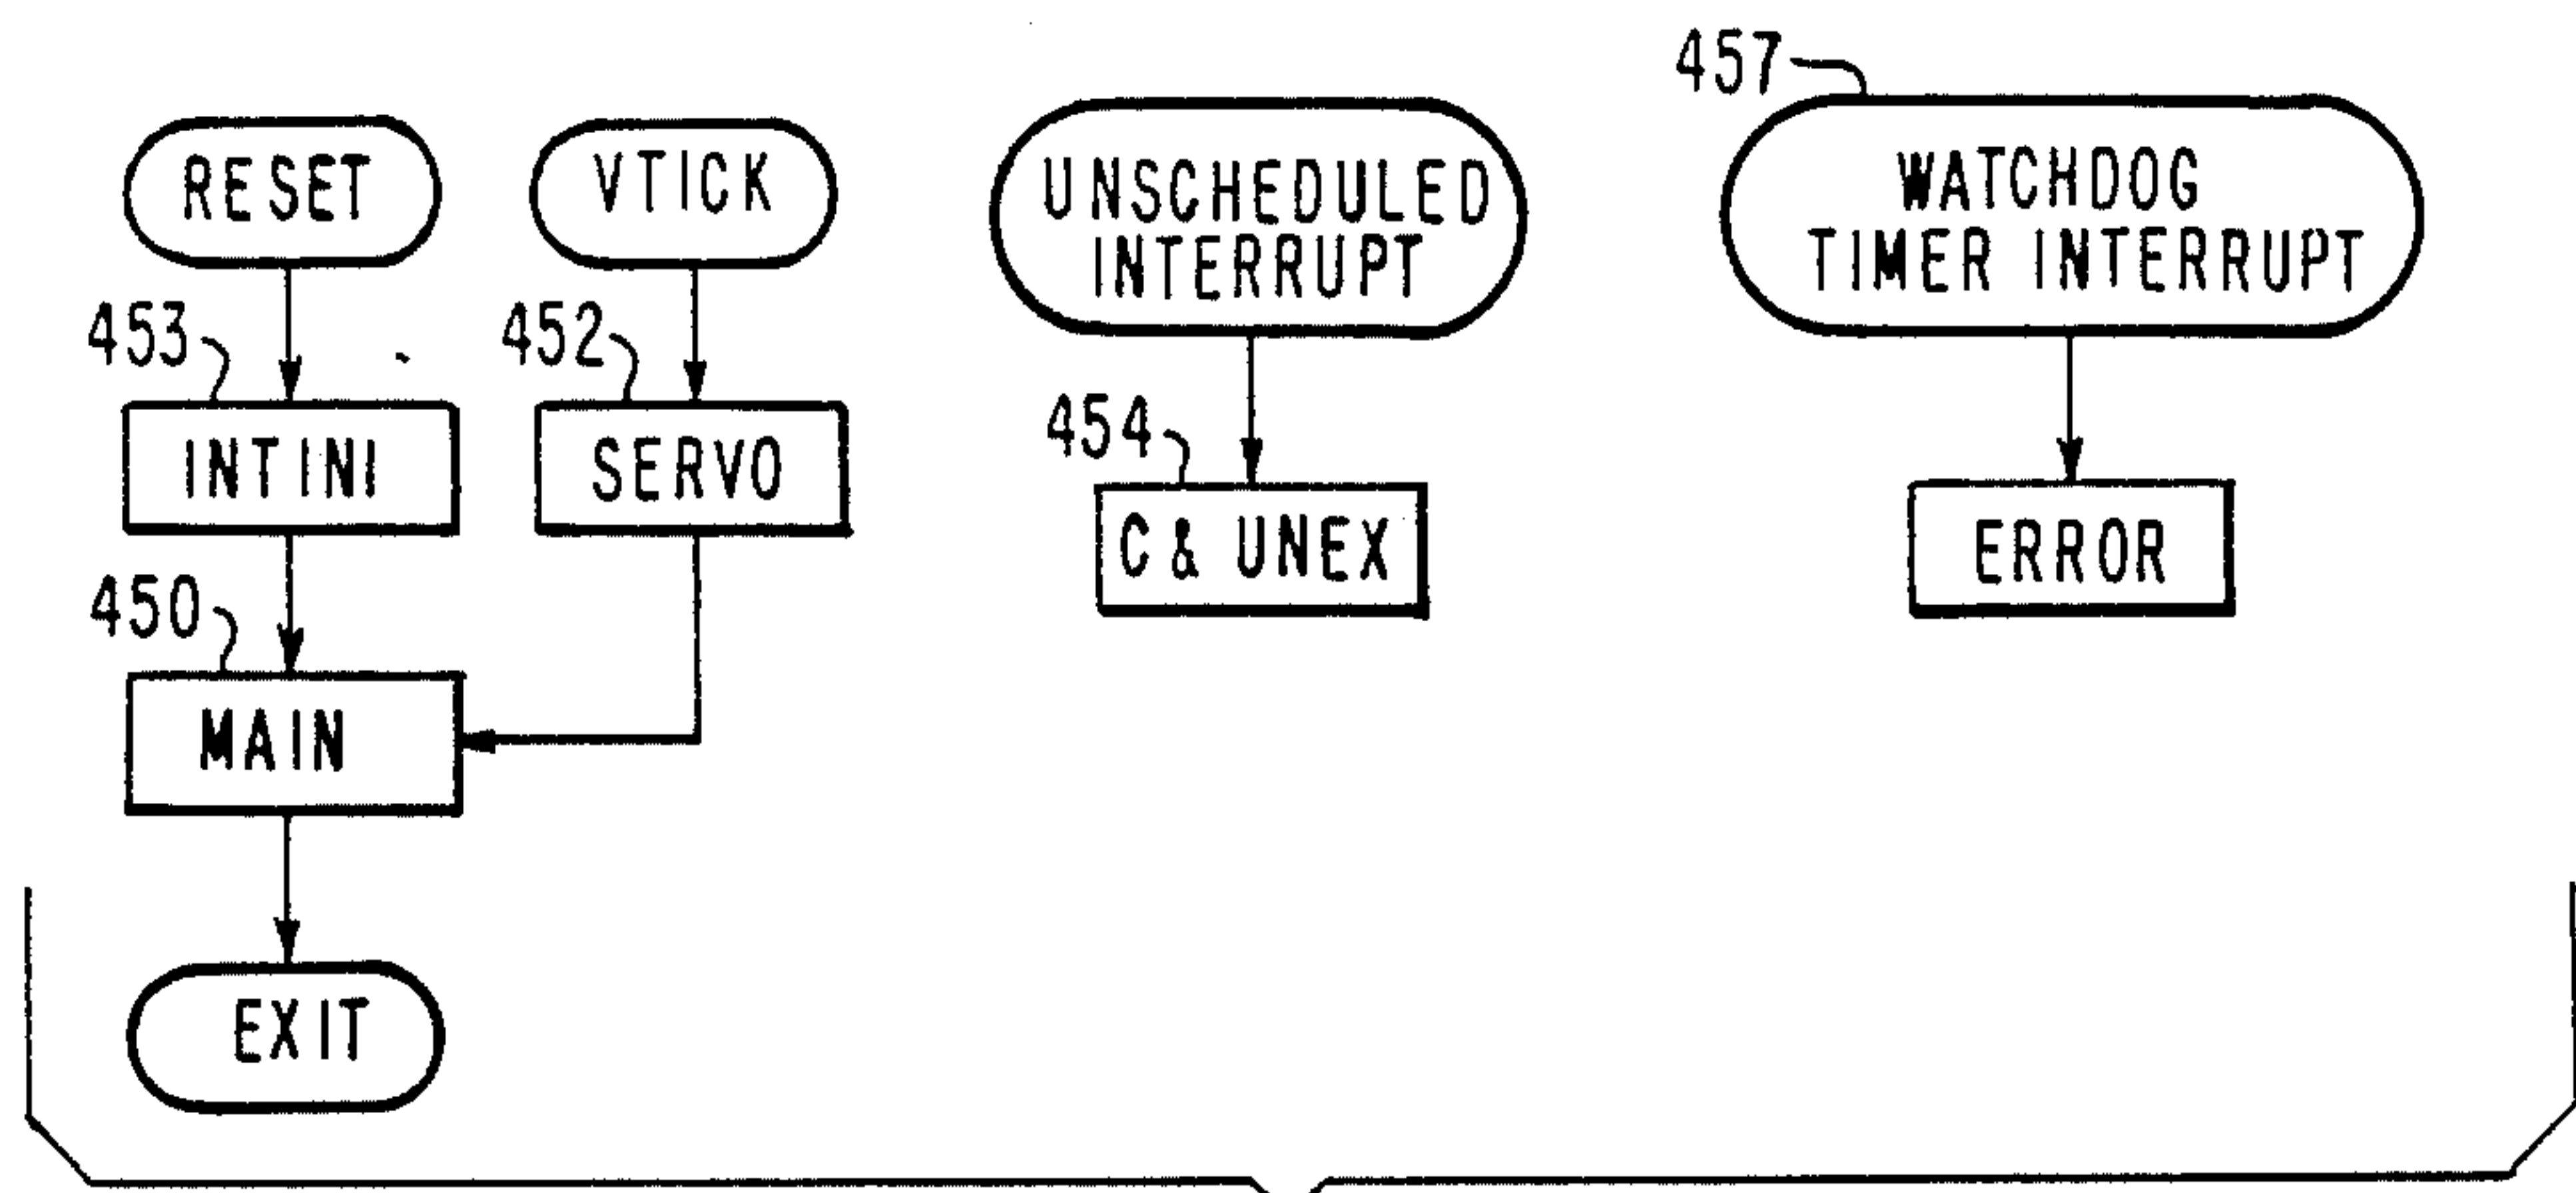 457
RESET
VTICK
UNSCHEDULED
INTERRUPT
WATCHDOG
TIMER INTERRUPT
453
452
454
INTINI
SERVO
C & UNEX
ERROR
450
MAIN
EXIT